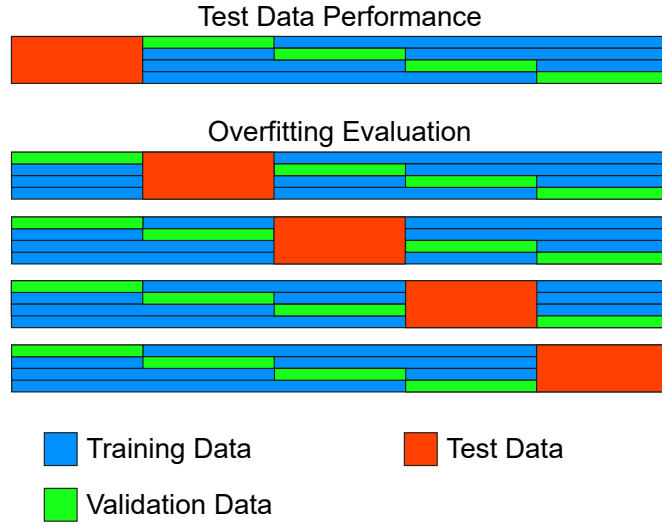 Test Data Performance
Overfitting Evaluation
Training Data
Test Data
Validation Data